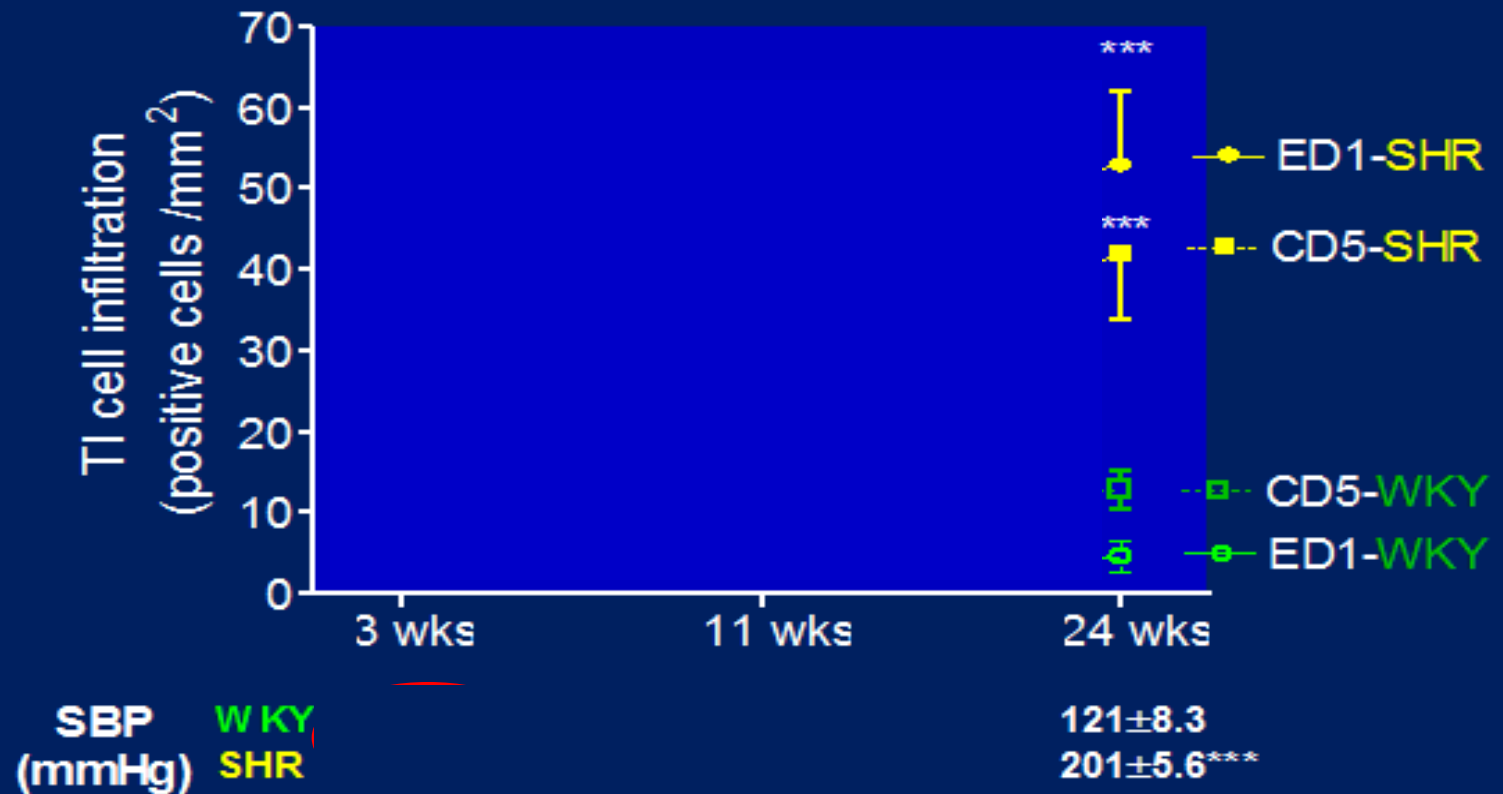 70
60
50
40
30
20
10
0
TI cell infiltration
(positive cells /mm²)
***
***
ED1-SHR
CD5-SHR
CD5-WKY
ED1-WKY
3 wks 11 wks 24 wks
SBP WKY 121±8.3
(mmHg) SHR 201±5.6***